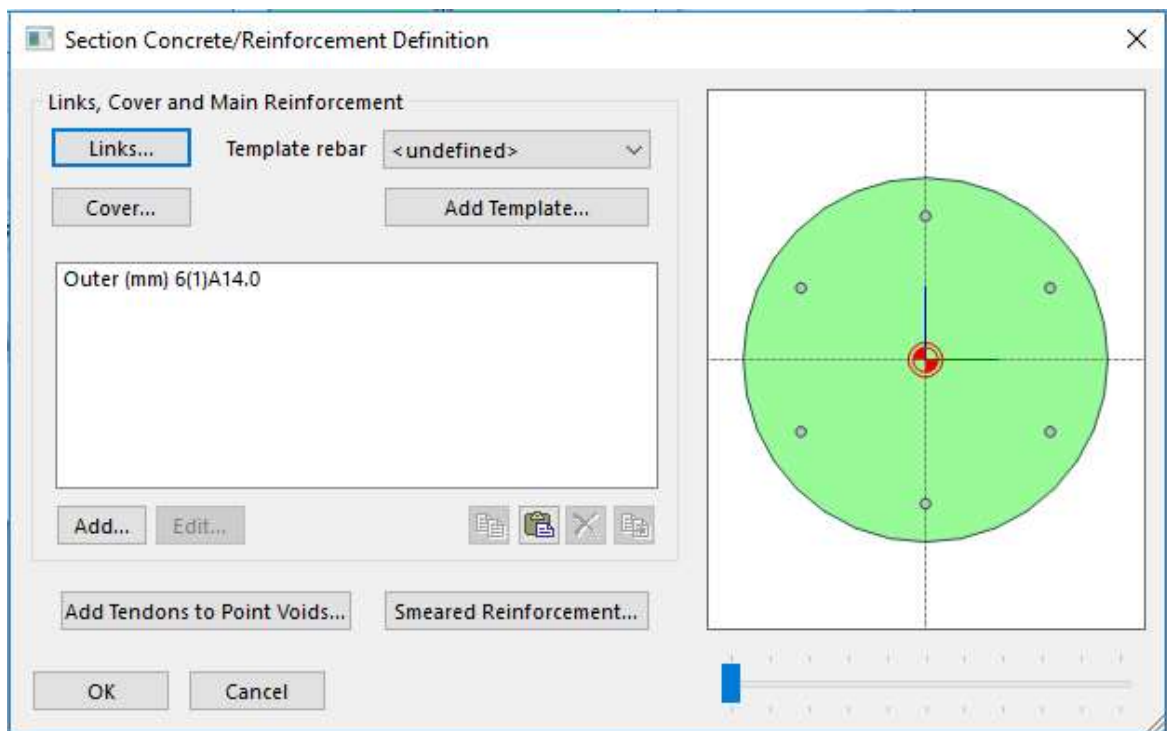 Section Concrete/Reinforcement Definition
Links, Cover and Main Reinforcement
Links...
Template rebar
<undefined>
Cover...
Add Template...
Outer (mm) 6(1)A14.0
Add...
Edit...
Add Tendons to Point Voids...
Smeared Reinforcement...
OK
Cancel